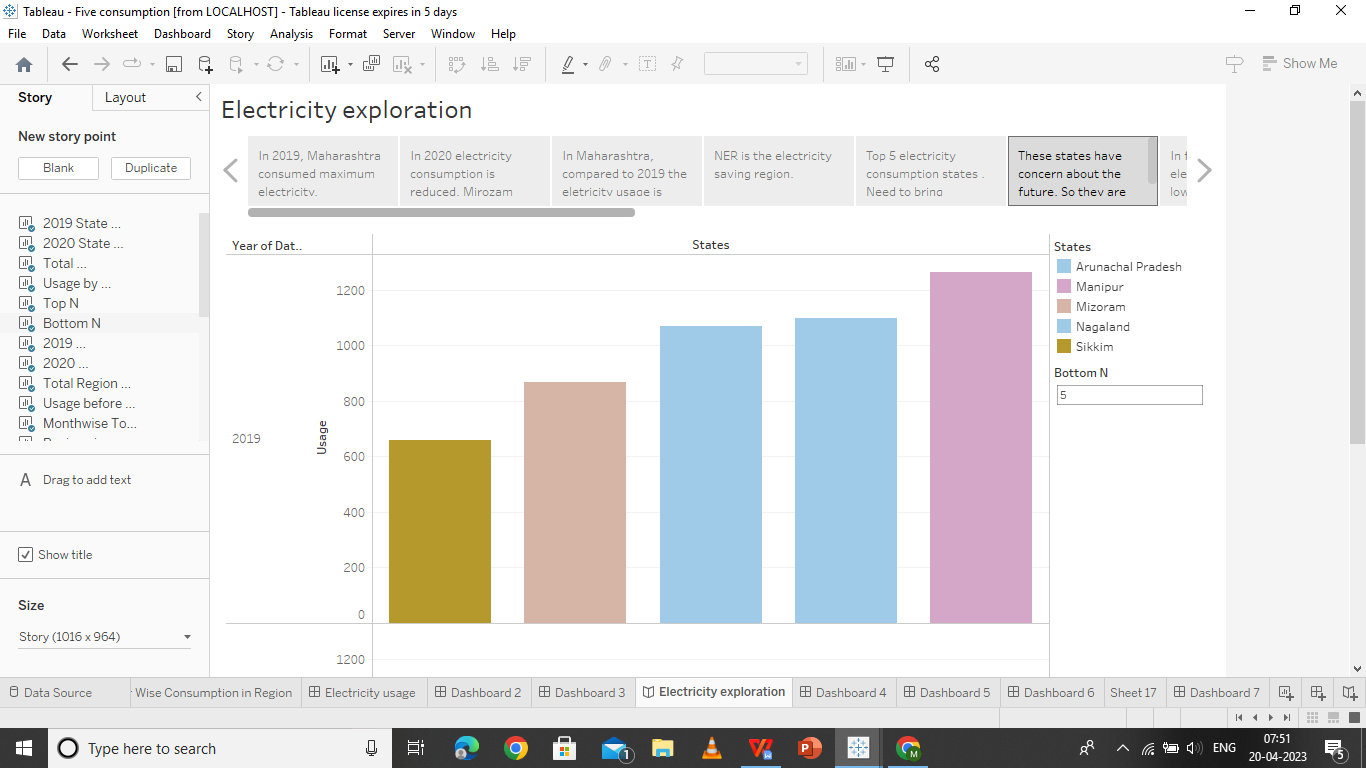 Tableau - Five consumption [from LOCALHOST] - Tableau license expires in 5 days
File Data Worksheet Dashboard Story Analysis Format Server Window Help
Show Me
Story Layout
New story point
Blank Duplicate
2019 State ...
2020 State ...
Total ...
Usage by ...
Top N
Bottom N
2019 ...
2020 ...
Total Region ...
Usage before ...
Monthwise To...
A Drag to add text
Show title
Size
Story (1016 x 964)
Electricity exploration
In 2019, Maharashtra
consumed maximum
electricity.
In 2020 electricity
consumption is
reduced. Mirozam
In Maharashtra,
compared to 2019 the
eletricity usage is
NER is the electricity
saving region.
Top 5 electricity
consumption states .
Need to bring
These states have
concern about the
future. So they are
In
ele
low
Year of Dat..
States
2019
Usage
1200
1000
800
600
400
200
0
1200
States
Arunachal Pradesh
Manipur
Mizoram
Nagaland
Sikkim
Bottom N
5
Data Source Wise Consumption in Region Electricity usage Dashboard 2 Dashboard 3 Electricity exploration Dashboard 4 Dashboard 5 Dashboard 6 Sheet 17 Dashboard 7
Type here to search
1
ENG
07:51
20-04-2023
5